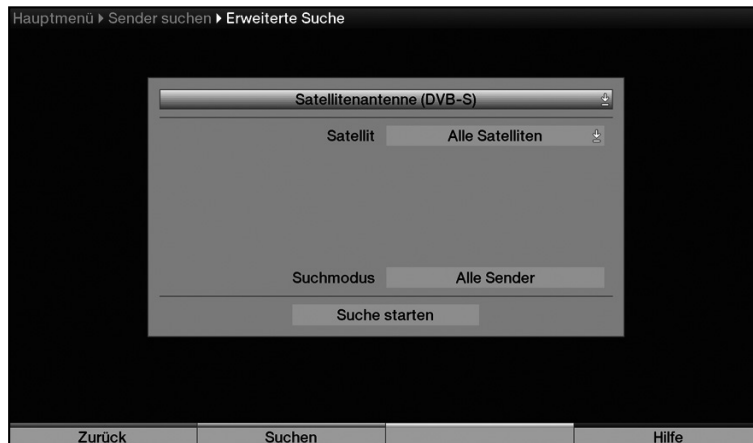 Hauptmenü ▸ Sender suchen ▸ Erweiterte Suche
Satellitenantenne (DVB-S)
Satellit Alle Satelliten
Suchmodus Alle Sender
Suche starten
Zurück Suchen Hilfe